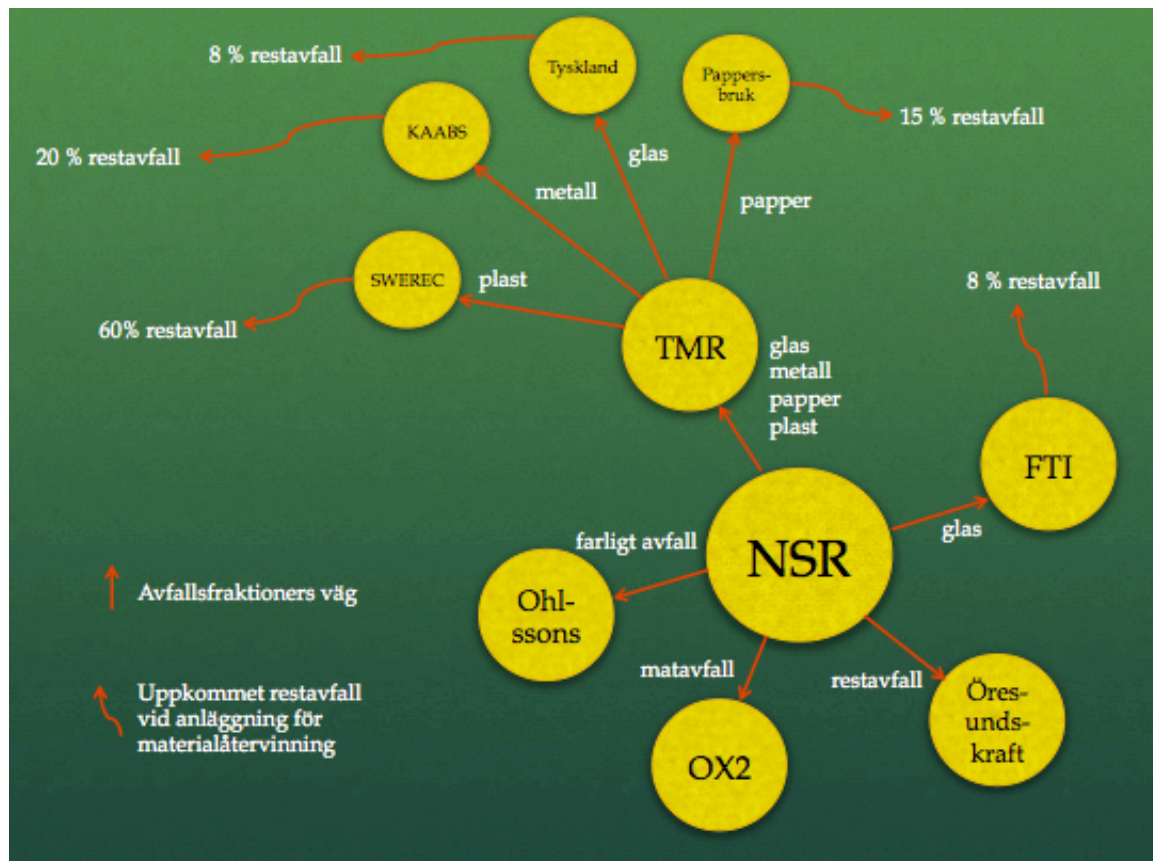 8 % restavfall
Tyskland
Pappers-
bruk
15 % restavfall
KAABS
20 % restavfall
glas
metall
papper
SWEREC
plast
60% restavfall
8 % restavfall
TMR
glas
metall
papper
plast
FTI
glas
NSR
farligt avfall
Ohl-
ssons
Avfallsfraktioners väg
matavfall
restavfall
Öres-
unds-
kraft
OX2
Uppkommet restavfall
vid anläggning för
materialåtervinning